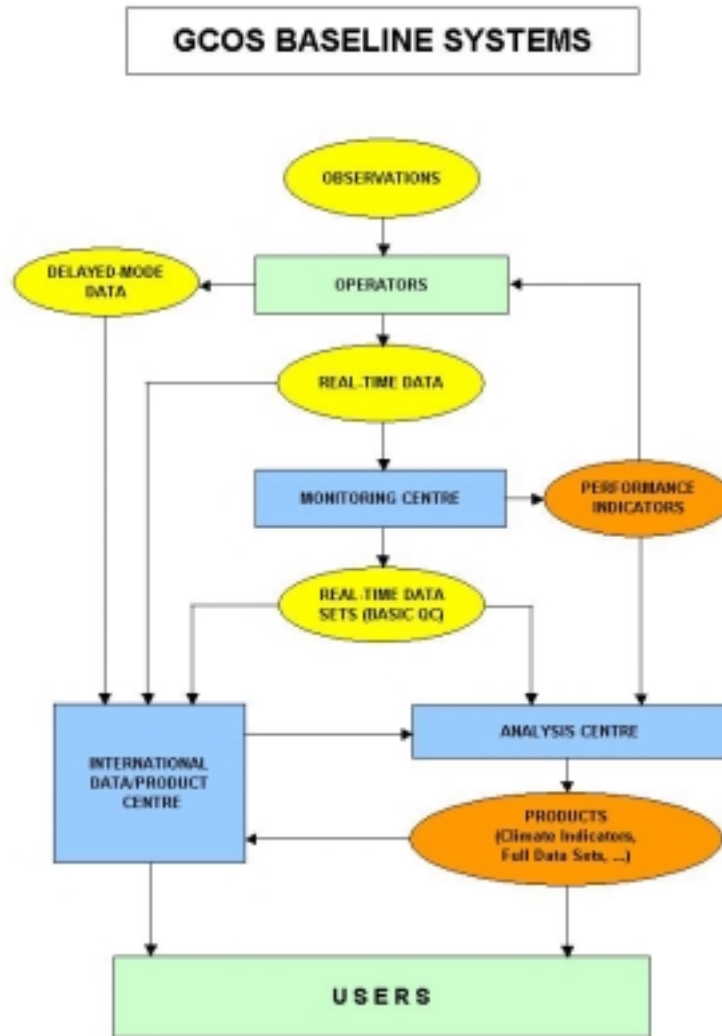 GCOS BASELINE SYSTEMS
OBSERVATIONS
DELAYED-MODE
DATA
OPERATORS
REAL-TIME DATA
MONITORING CENTRE
PERFORMANCE
INDICATORS
REAL-TIME DATA
SETS (BASIC QC)
INTERNATIONAL
DATA/PRODUCT
CENTRE
ANALYSIS CENTRE
PRODUCTS
(Climate Indicators,
Full Data Sets, ...)
USERS